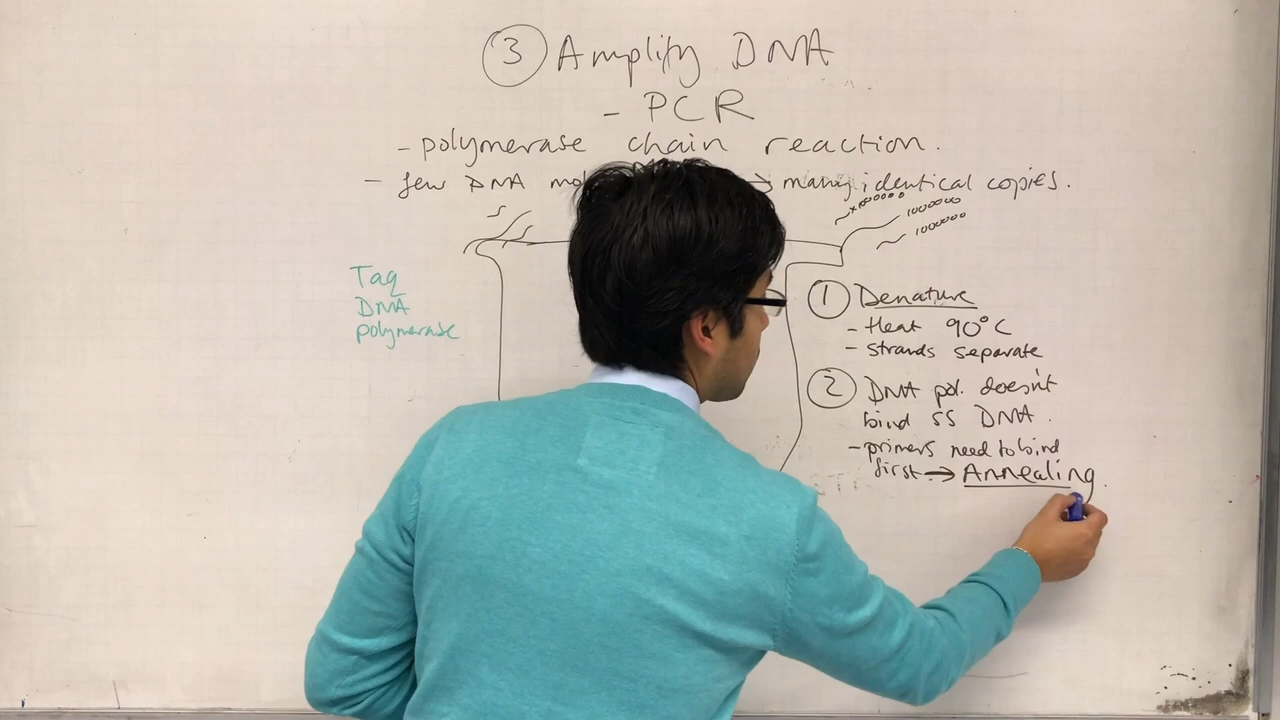 ③ Amplify DNA
- PCR
- polymerase chain reaction.
- few DNA → many identical copies.
1000000
1000000
Taq
DNA
polymerase
① Denature
- Heat 90°C
- strands separate
② DNA pol. doesn't
bind ss DNA.
- primers need to bind
first → Annealing.